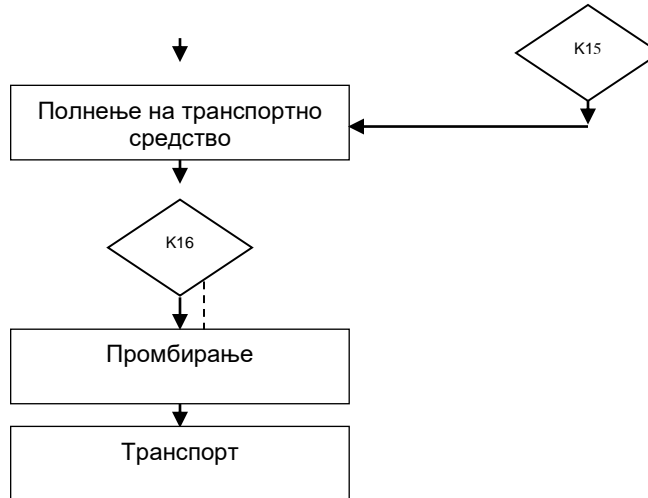 К15
Полнење на транспортно
средство
К16
Промбирање
Транспорт